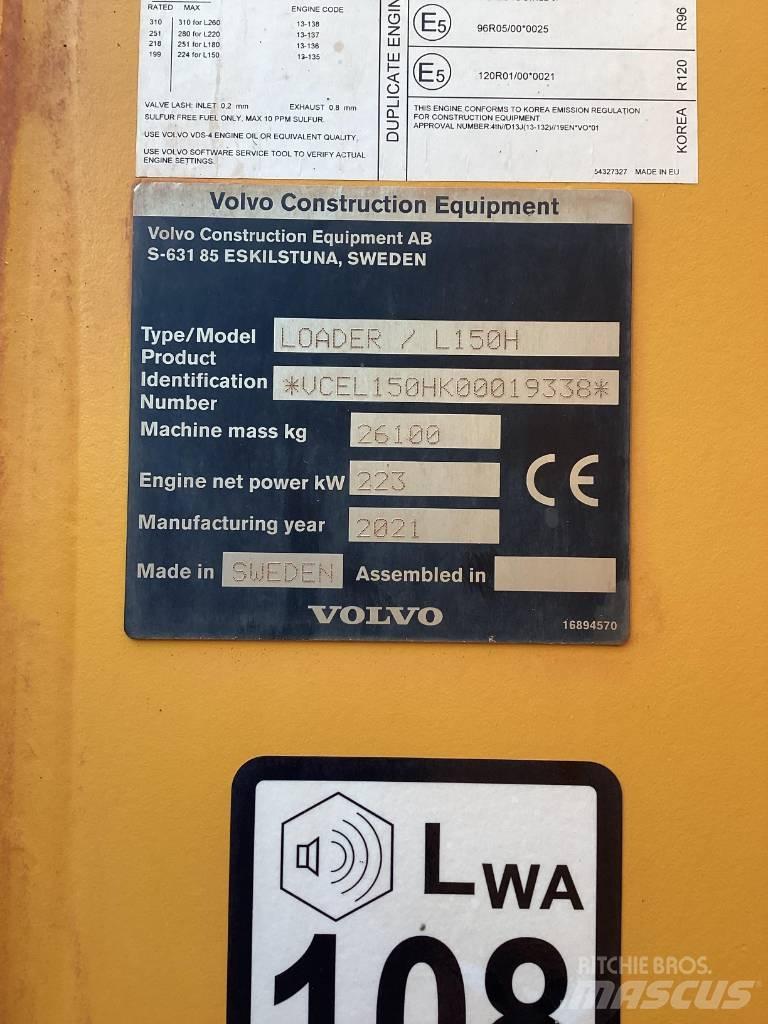 RATED MAX ENGINE CODE
310 310 for L260 13-138
251 280 for L220 13-137
218 251 for L180 13-136
199 224 for L150 13-135
VALVE LASH: INLET 0.2 mm EXHAUST 0.8 mm
SULFUR FREE FUEL ONLY, MAX 10 PPM SULFUR.
USE VOLVO VDS-4 ENGINE OIL OR EQUIVALENT QUALITY.
USE VOLVO SOFTWARE SERVICE TOOL TO VERIFY ACTUAL
ENGINE SETTINGS.
DUPLICATE ENGIN
E5 96R05/00*0025 R96
E5 120R01/00*0021 R120
THIS ENGINE CONFORMS TO KOREA EMISSION REGULATION
FOR CONSTRUCTION EQUIPMENT
APPROVAL NUMBER:4th//D13J(13-132)//19EN*VO*01
KOREA
54327327 MADE IN EU
Volvo Construction Equipment
Volvo Construction Equipment AB
S-631 85 ESKILSTUNA, SWEDEN
Type/Model LOADER / L150H
Product
Identification *VCEL150HK00019338*
Number
Machine mass kg 26100
Engine net power kW 223
CE
Manufacturing year 2021
Made in SWEDEN Assembled in
VOLVO
16894570
LWA
108
RITCHIE BROS.
MASCUS